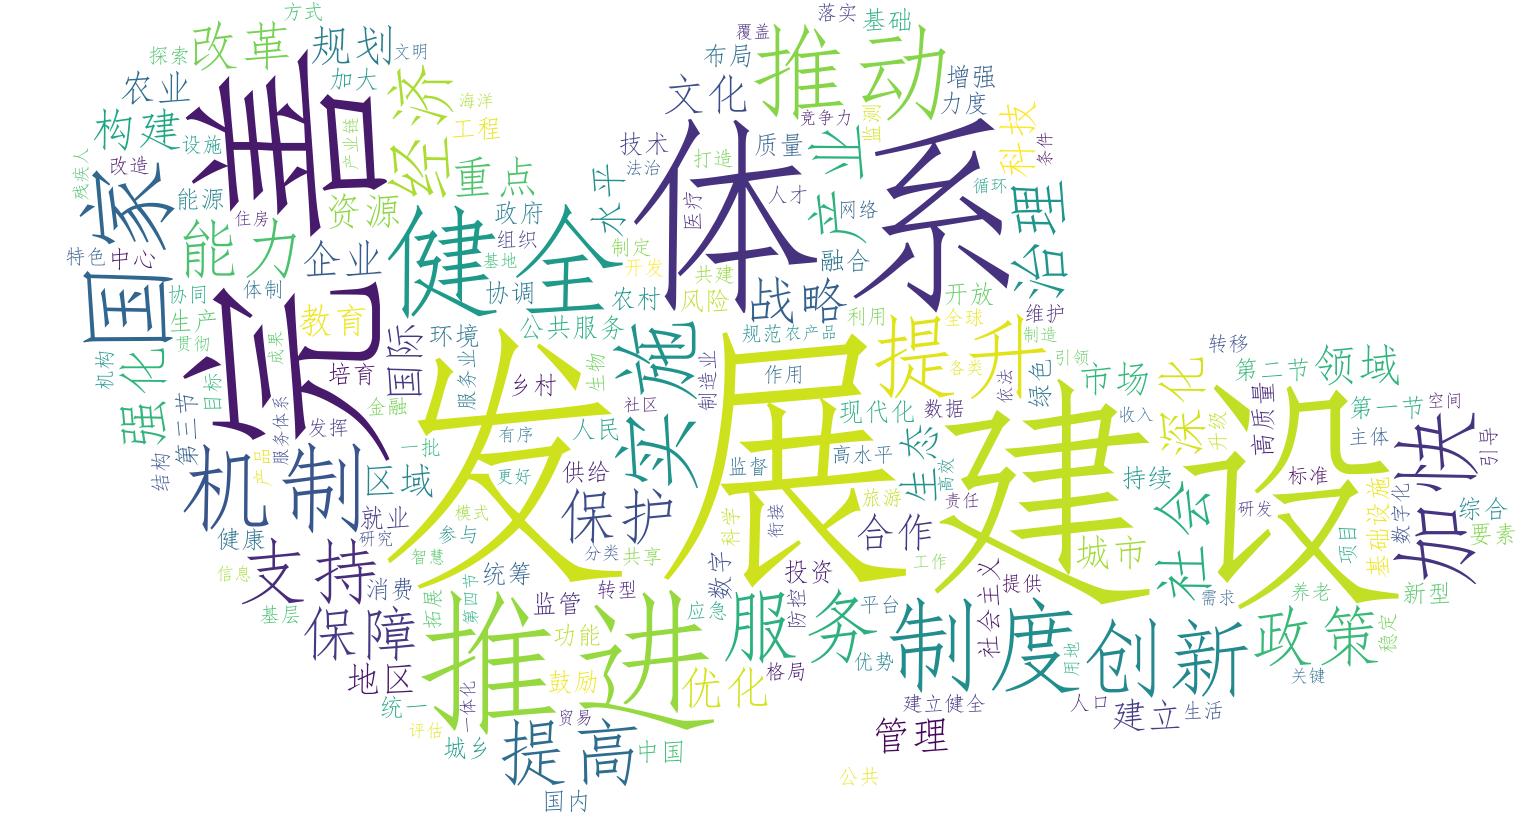 方式
落实
基础
改革
规划
文明
覆盖
推动
探索
布局
农业
加大
经济
文化
增强
力度
海洋
工程
竞争力
监测
科技
构建
设施
产业链
完善
技术
质量
产业
条件
残疾人
改造
国家
重点
法治
打造
体系
能源
资源
水平
医疗
人才
循环
住房
政府
网络
治理
特色
中心
能力
企业
健全
组织
制定
基地
开发
共建
融合
协同
体制
协调
农村
风险
战略
开放
维护
生产
教育
公共服务
利用
全球
贯彻
成果
国际
环境
实施
规范
农产品
提升
制造
转移
机构
强化
目标
培育
服务业
乡村
生物
制造业
作用
各类
引领
市场
深化
第二节
领域
第三节
服务体系
金融
社区
依法
绿色
发挥
一批
发展
有序
人民
现代化
数据
建设
收入
升级
高质量
第一节
空间
结构
产品
机制
区域
更好
供给
监督
高水平
生态
高效
持续
标准
主体
加快
引导
就业
模式
保护
旅游
责任
社会
研发
基础设施
数字化
综合
要素
健康
研究
参与
科学
衔接
合作
城市
项目
信息
支持
智慧
分类
共享
工作
消费
统筹
数字
投资
提供
需求
养老
新型
基层
保障
拓展
第四节
监管
转型
应急
防控
平台
社会主义
制度
创新
政策
稳定
推进
功能
服务
优势
用地
地区
鼓励
优化
格局
关键
统一
一体化
建立健全
人口
建立
生活
评估
贸易
城乡
提高
中国
管理
公共
国内